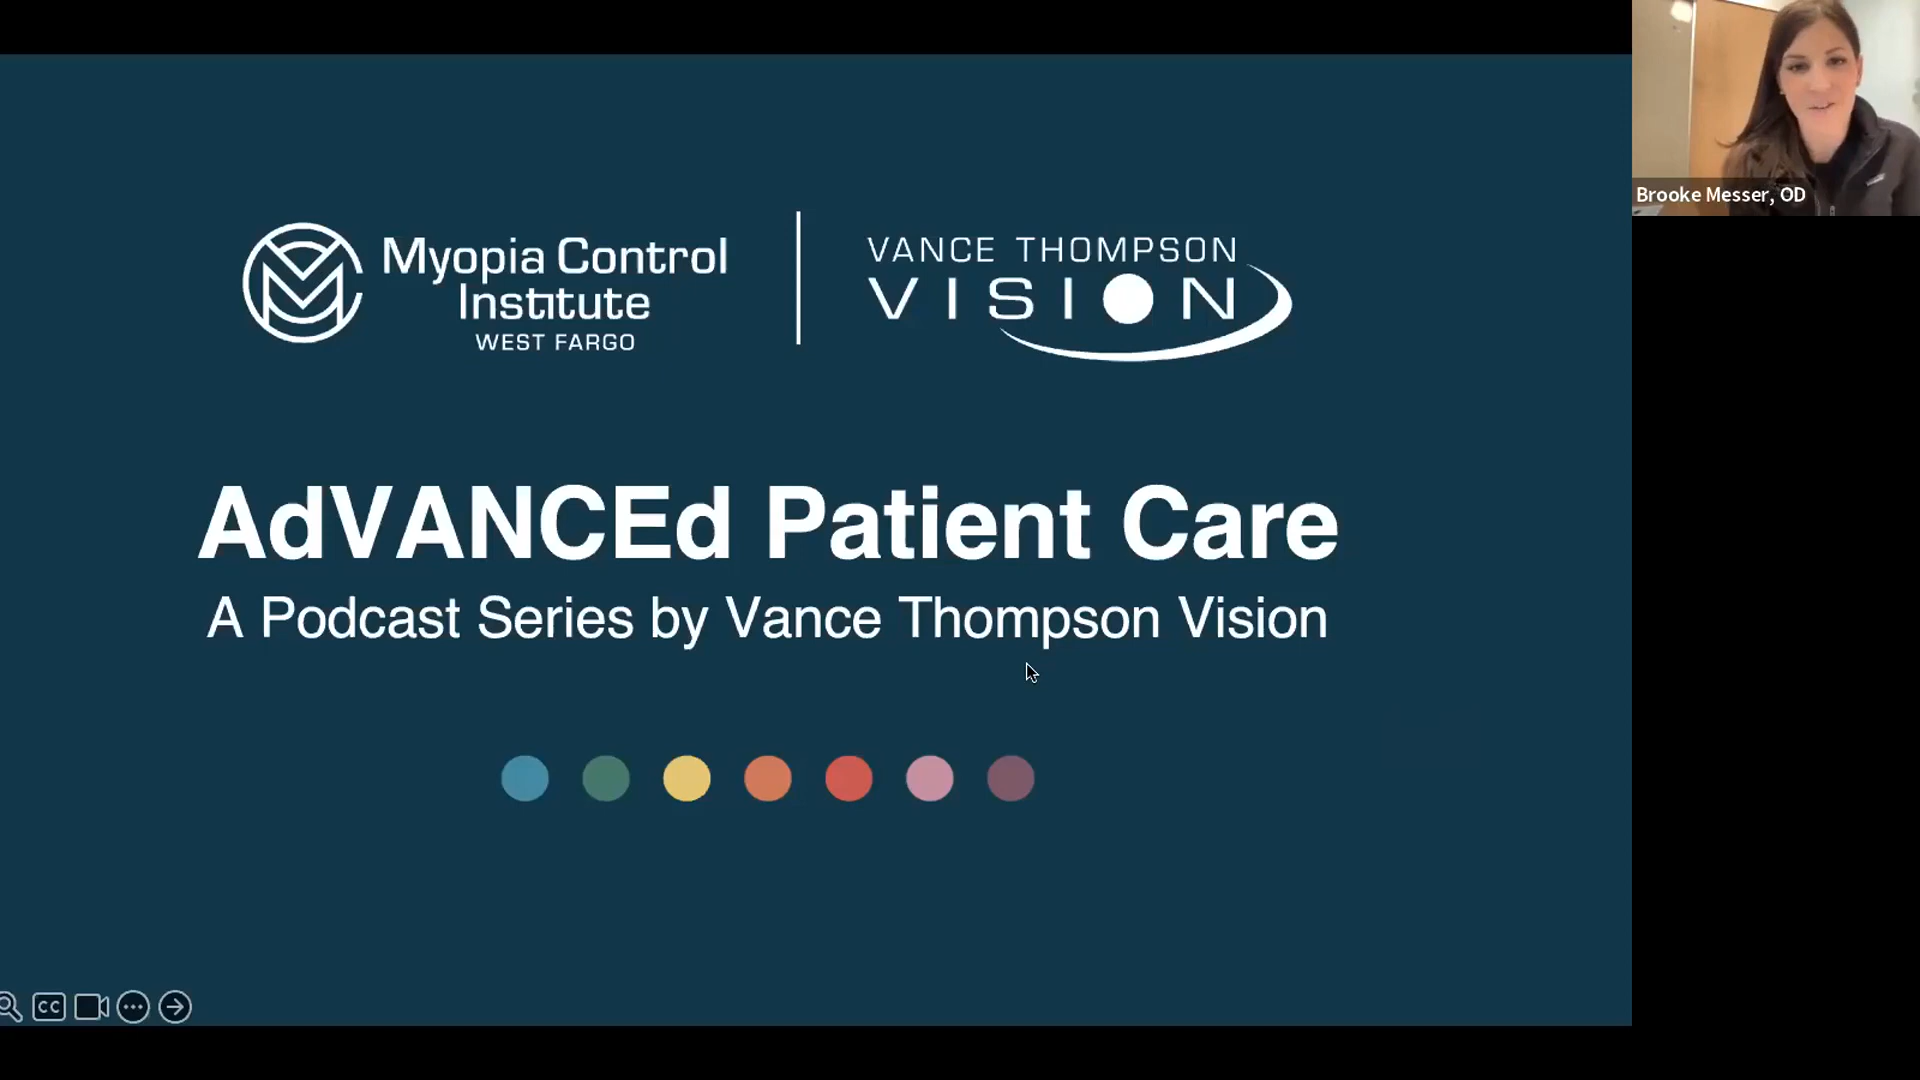 Myopia Control
Institute
WEST FARGO
VANCE THOMPSON
VISION
AdVANCEd Patient Care
A Podcast Series by Vance Thompson Vision
Brooke Messer, OD
CC